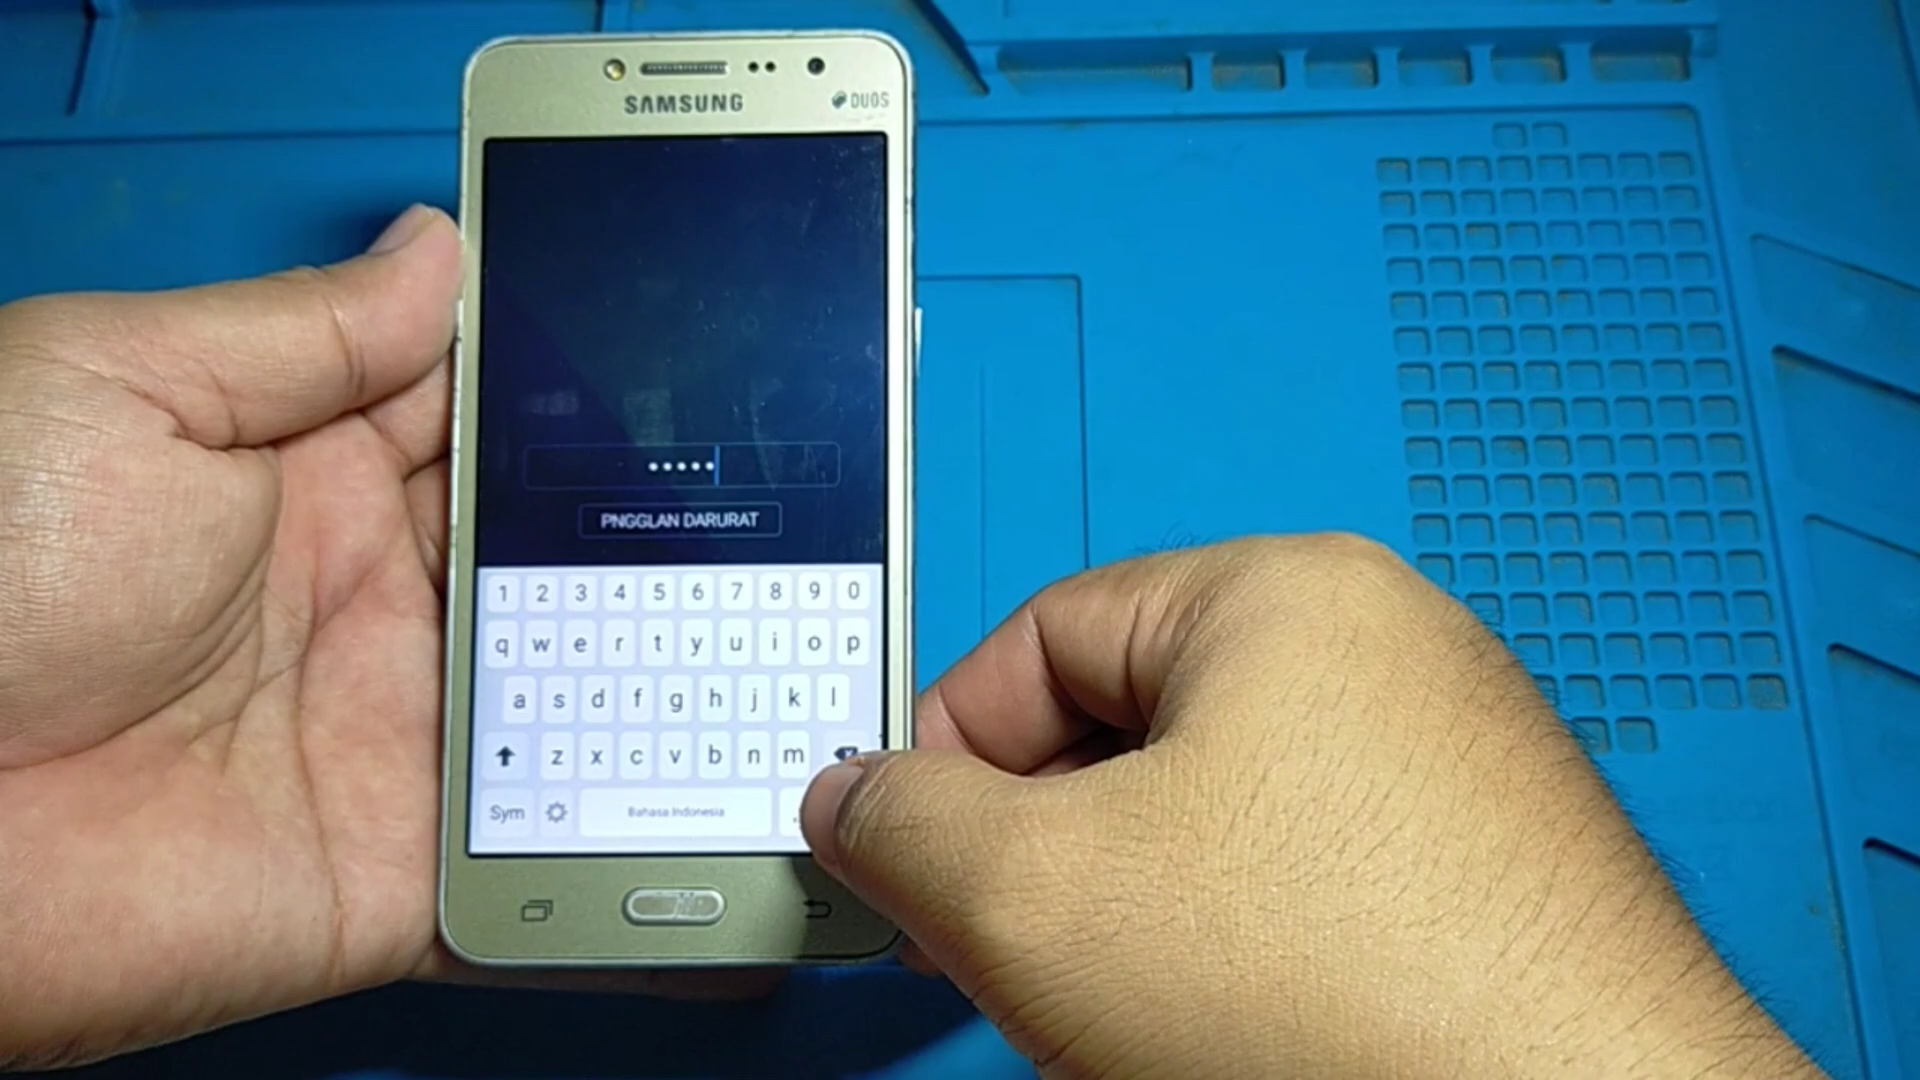 SAMSUNG
DUOS
•••••
PNGGLAN DARURAT
1 2 3 4 5 6 7 8 9 0
q w e r t y u i o p
a s d f g h j k l
z x c v b n m
Sym Bahasa Indonesia .